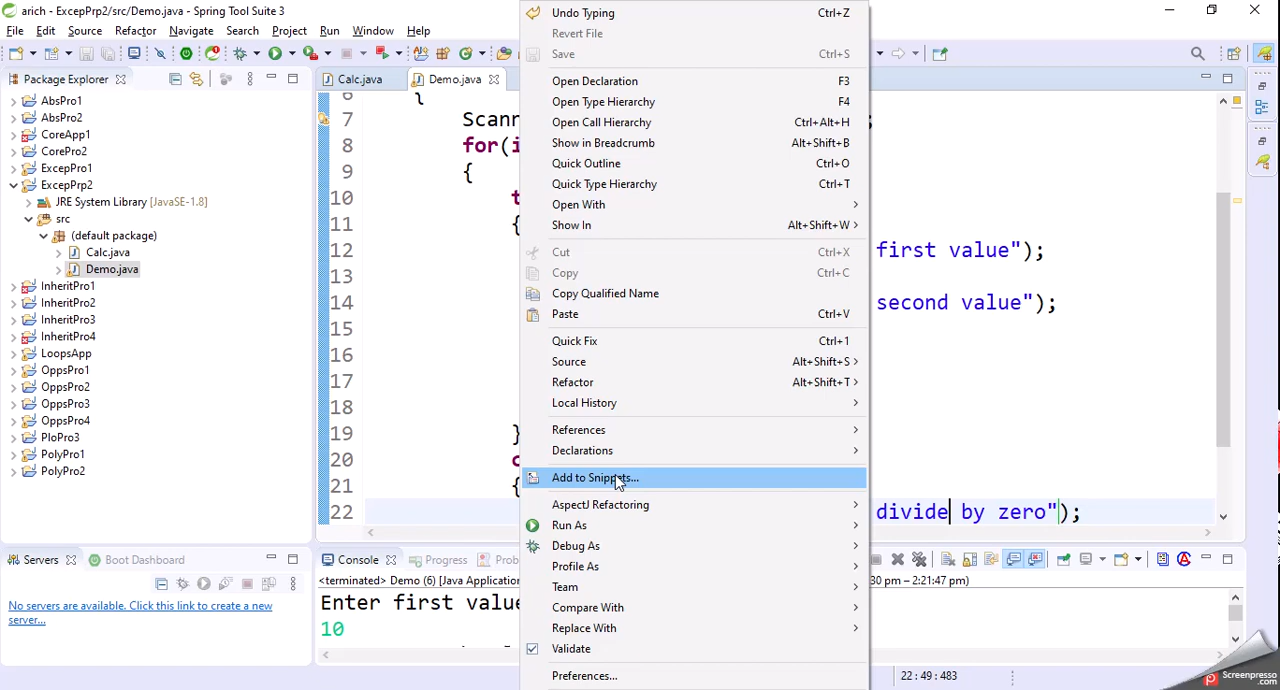 arich - ExcepPrp2/src/Demo.java - Spring Tool Suite 3
File Edit Source Refactor Navigate Search Project Run Window Help
Package Explorer
AbsPro1
AbsPro2
CoreApp1
CorePro2
ExcepPro1
ExcepPrp2
JRE System Library [JavaSE-1.8]
src
(default package)
Calc.java
Demo.java
InheritPro1
InheritPro2
InheritPro3
InheritPro4
LoopsApp
OppsPro1
OppsPro2
OppsPro3
OppsPro4
PloPro3
PolyPro1
PolyPro2
Servers Boot Dashboard
No servers are available. Click this link to create a new
server...
Calc.java Demo.java
6 {
7 Scann ;
8 for(i
9 {
10 t
11 {
12 first value");
13
14 second value");
15
16
17
18
19 }
20 c
21 {
22 divide by zero");
Undo Typing Ctrl+Z
Revert File
Save Ctrl+S
Open Declaration F3
Open Type Hierarchy F4
Open Call Hierarchy Ctrl+Alt+H
Show in Breadcrumb Alt+Shift+B
Quick Outline Ctrl+O
Quick Type Hierarchy Ctrl+T
Open With
Show In Alt+Shift+W
Cut Ctrl+X
Copy Ctrl+C
Copy Qualified Name
Paste Ctrl+V
Quick Fix Ctrl+1
Source Alt+Shift+S
Refactor Alt+Shift+T
Local History
References
Declarations
Add to Snippets...
AspectJ Refactoring
Run As
Debug As
Profile As
Team
Compare With
Replace With
Validate
Preferences...
Console Progress Prob
<terminated> Demo (6) [Java Application 30 pm – 2:21:47 pm)
Enter first value
10
22 : 49 : 483
Screenpresso
.com